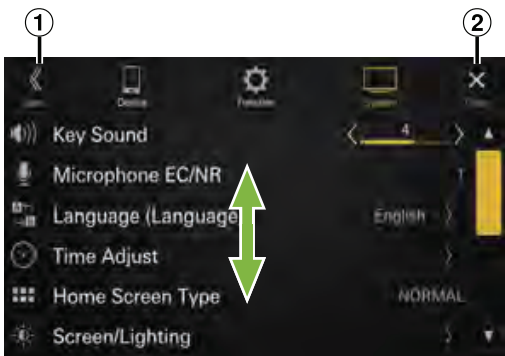 1 2
Device Function System
Key Sound 4
Microphone EC/NR 1
Language (Language English
Time Adjust
Home Screen Type NORMAL
Screen/Lighting